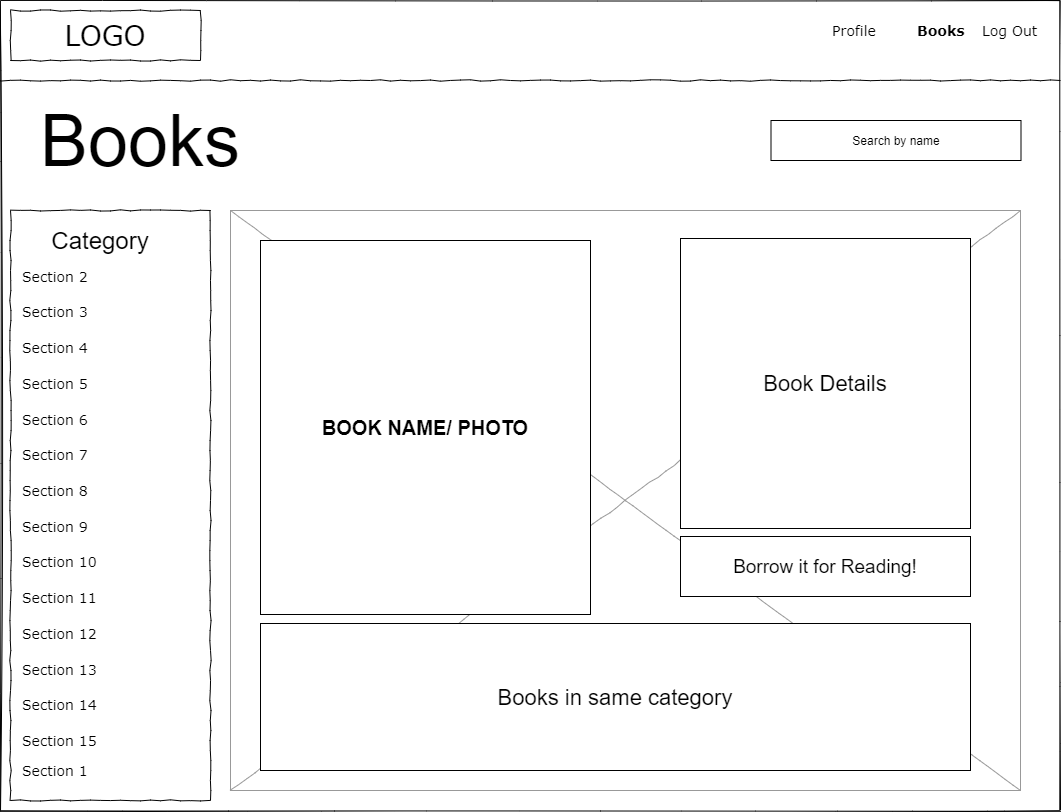 LOGO
Profile
Books
Log Out
Books
Search by name
Category
Section 2
Section 3
Section 4
Section 5
Section 6
Section 7
Section 8
Section 9
Section 10
Section 11
Section 12
Section 13
Section 14
Section 15
Section 1
BOOK NAME/ PHOTO
Book Details
Borrow it for Reading!
Books in same category